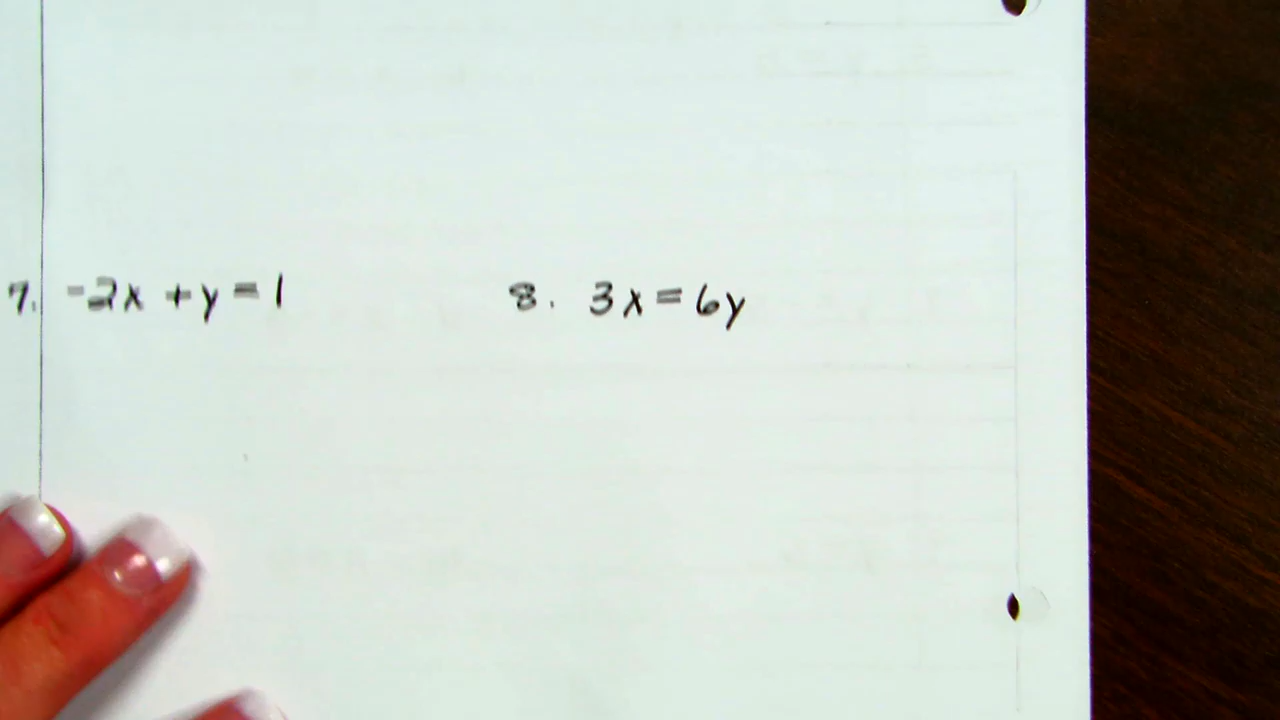 7. -2x + y = 1
8. 3x = 6y